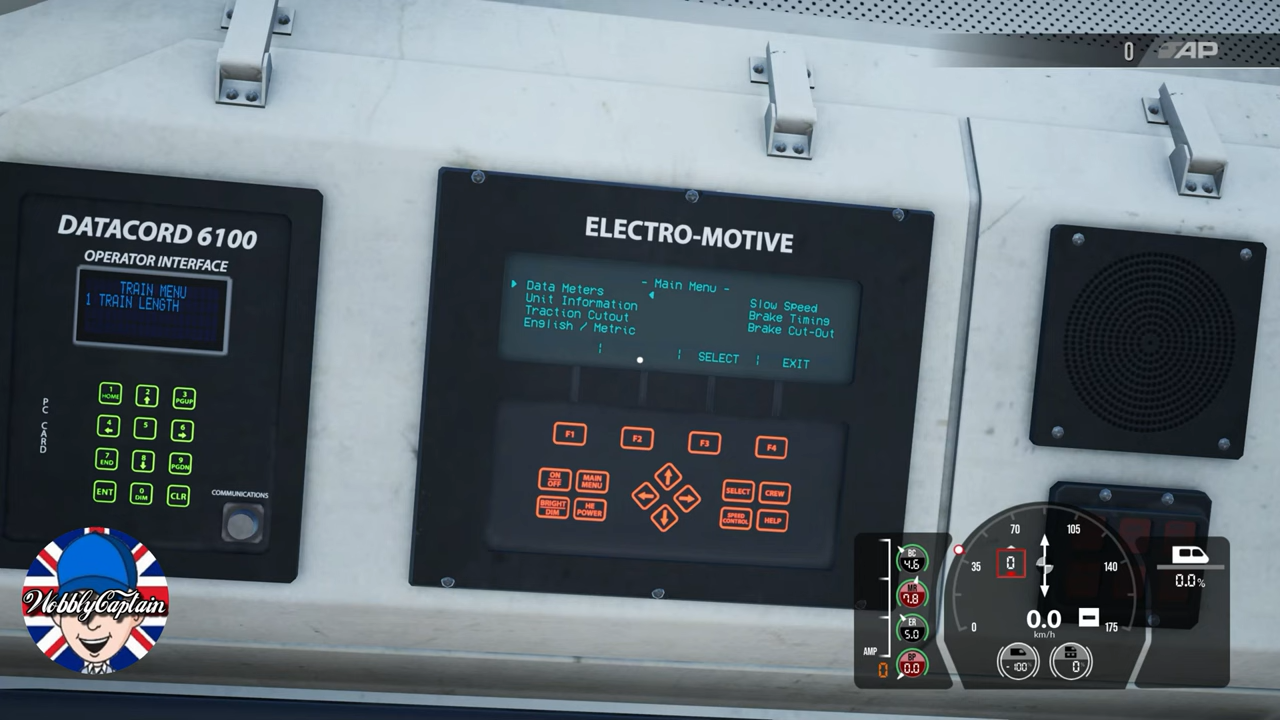 0 TAP
DATACORD 6100
OPERATOR INTERFACE
TRAIN MENU
1 TRAIN LENGTH
1 HOME
2
3 PGUP
4
5
6
7 END
8
9 PGDN
ENT
0 DIM
CLR
PC CARD
COMMUNICATIONS
ELECTRO-MOTIVE
- Main Menu -
Data Meters
Unit Information
Traction Cutout
English / Metric
Slow Speed
Brake Timing
Brake Cut-Out
SELECT
EXIT
F1
F2
F3
F4
ON OFF
MAIN MENU
BRIGHT DIM
HE POWER
SELECT
CREW
SPEED CONTROL
HELP
WobblyCaptain
BC
4.6
7.8
ER
5.0
BP
0.0
AMP
0
0
35
70
105
140
175
0
0.0
km/h
- 100
0
0.0%